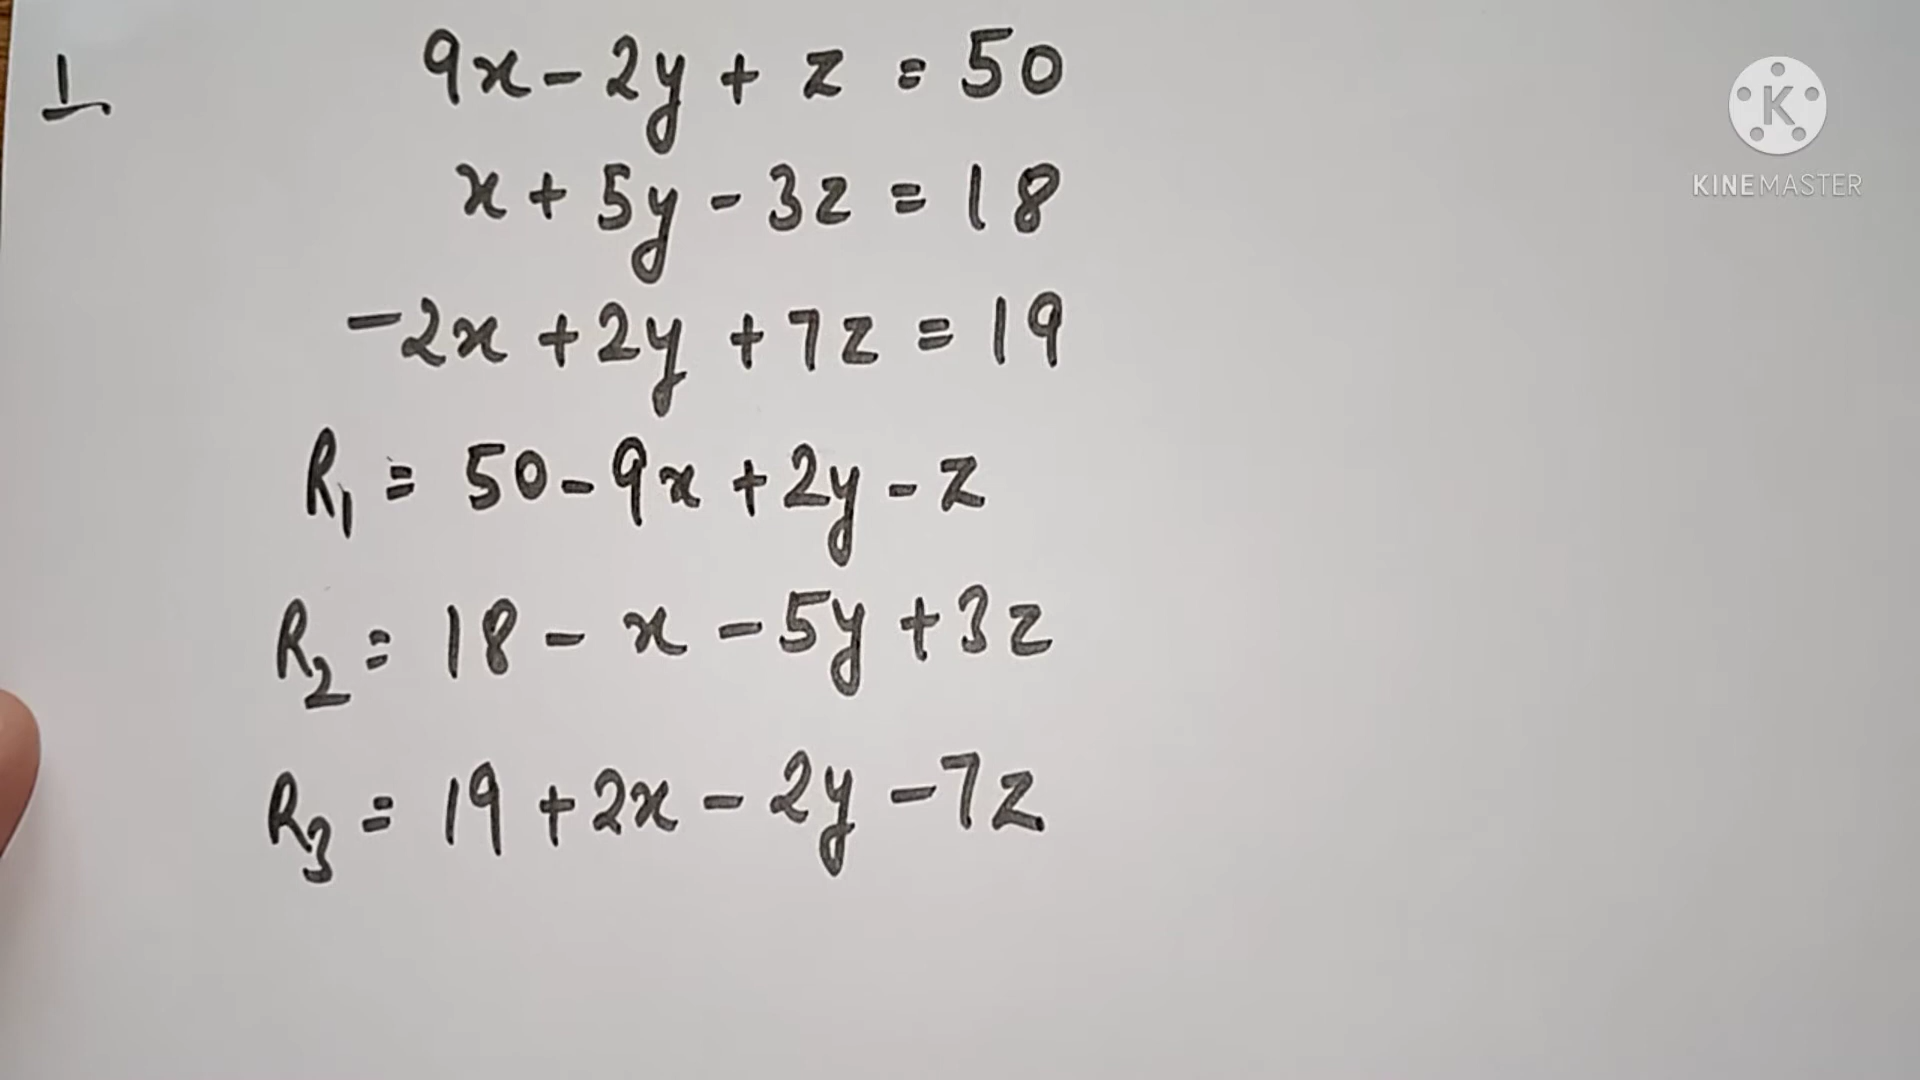 1
9x - 2y + z = 50
x + 5y - 3z = 18
-2x + 2y + 7z = 19
R₁ = 50 - 9x + 2y - z
R₂ = 18 - x - 5y + 3z
R₃ = 19 + 2x - 2y - 7z
K
KINEMASTER